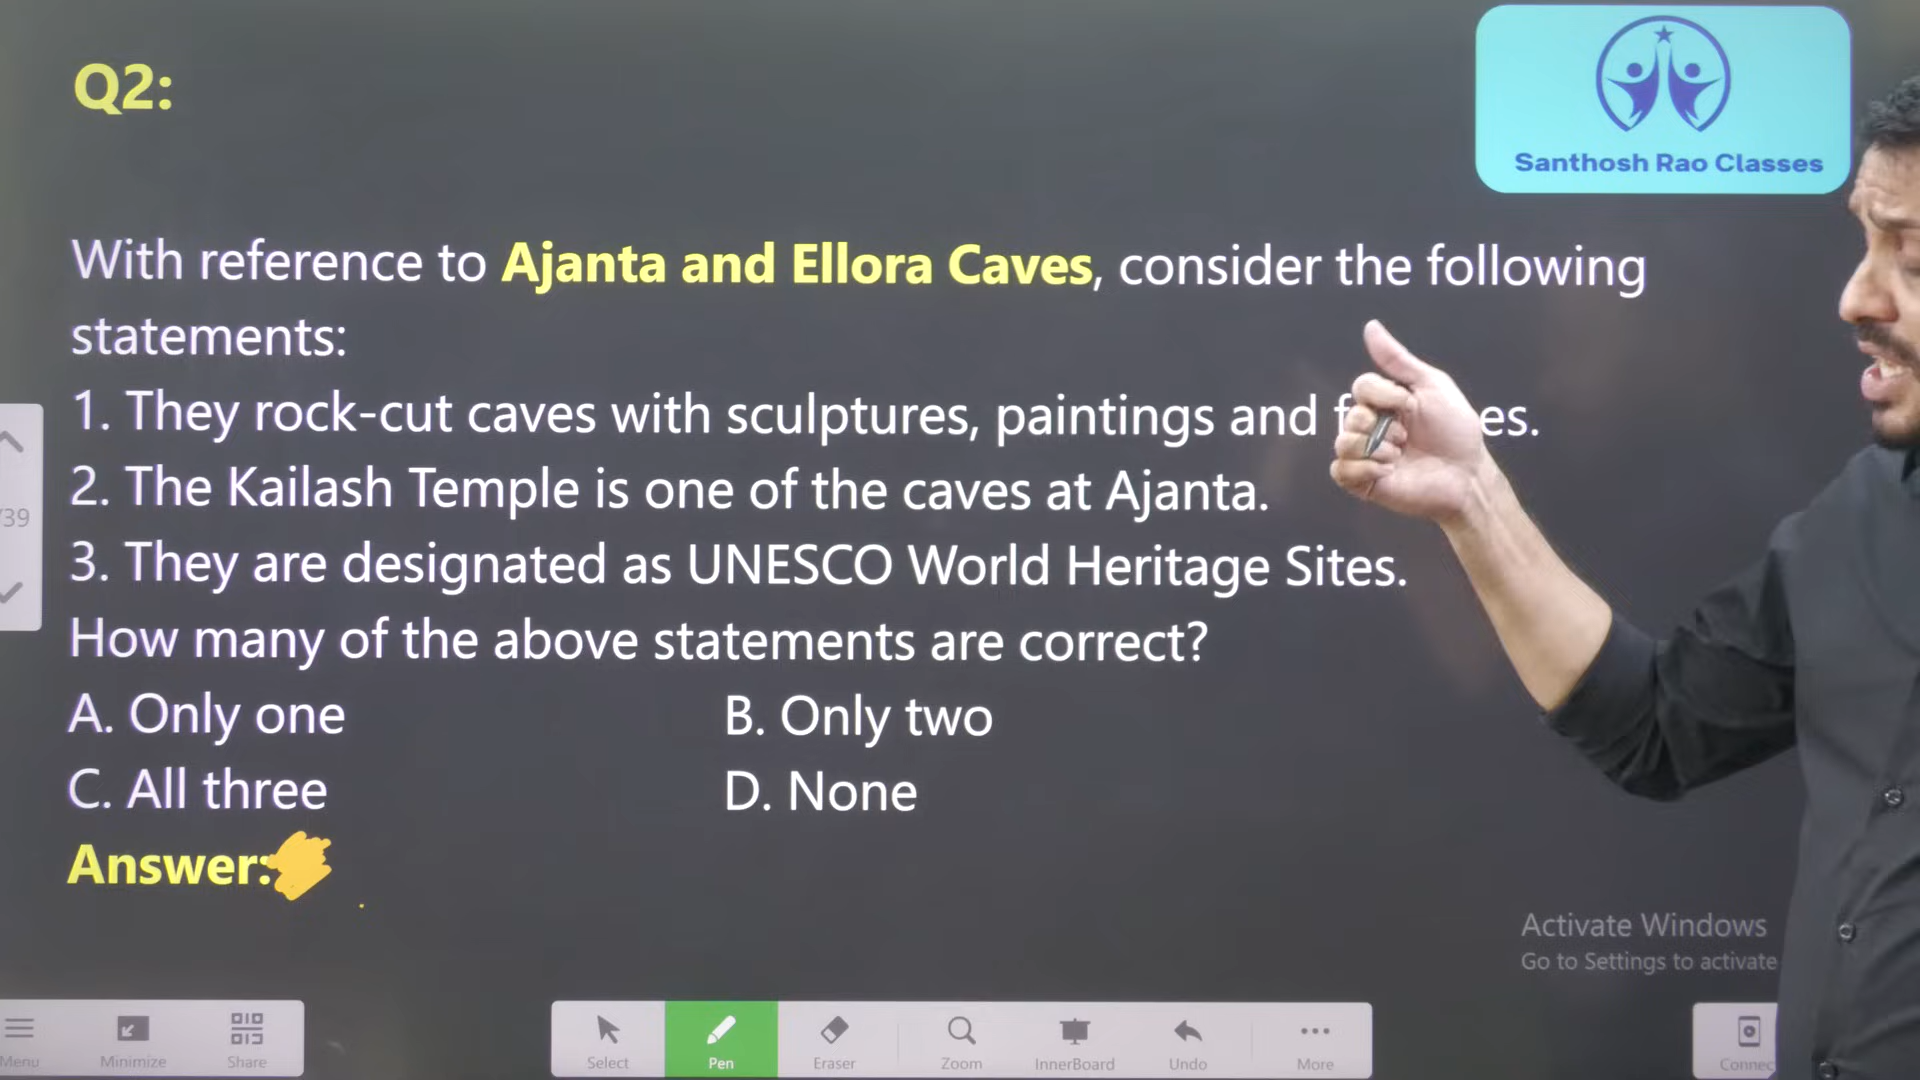 Q2:
Santhosh Rao Classes
With reference to Ajanta and Ellora Caves, consider the following
statements:
1. They rock-cut caves with sculptures, paintings and
2. The Kailash Temple is one of the caves at Ajanta.
3. They are designated as UNESCO World Heritage Sites.
How many of the above statements are correct?
A. Only one B. Only two
C. All three D. None
Answer:
/39
Activate Windows
Go to Settings to activate
Menu Minimize Share Select Pen Eraser Zoom InnerBoard Undo More